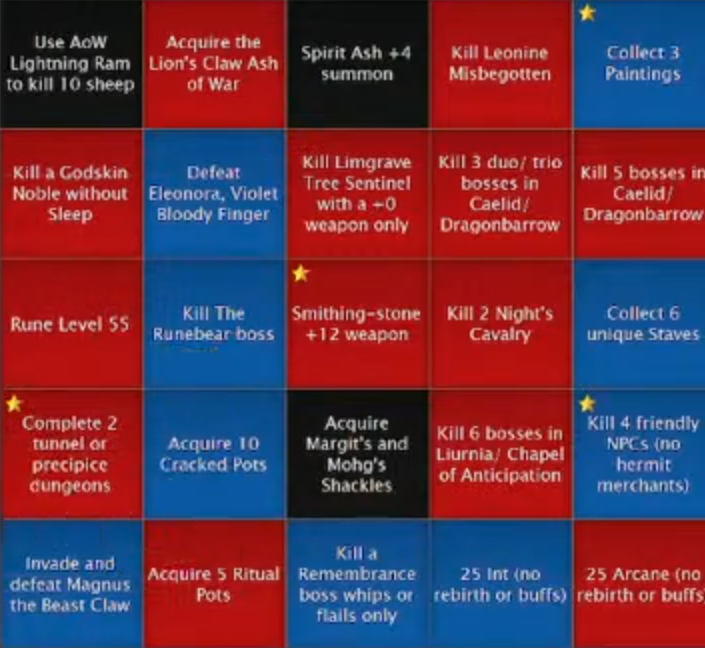 Use AoW
Lightning Ram
to kill 10 sheep
Acquire the
Lion's Claw Ash
of War
Spirit Ash +4
summon
Kill Leonine
Misbegotten
Collect 3
Paintings
Kill a Godskin
Noble without
Sleep
Defeat
Eleonora, Violet
Bloody Finger
Kill Limgrave
Tree Sentinel
with a +0
weapon only
Kill 3 duo/ trio
bosses in
Caelid/
Dragonbarrow
Kill 5 bosses in
Caelid/
Dragonbarrow
Rune Level 55
Kill The
Runebear boss
Smithing-stone
+12 weapon
Kill 2 Night's
Cavalry
Collect 6
unique Staves
Complete 2
tunnel or
precipice
dungeons
Acquire 10
Cracked Pots
Acquire
Margit's and
Mohg's
Shackles
Kill 6 bosses in
Liurnia/ Chapel
of Anticipation
Kill 4 friendly
NPCs (no
hermit
merchants)
Invade and
defeat Magnus
the Beast Claw
Acquire 5 Ritual
Pots
Kill a
Remembrance
boss whips or
flails only
25 Int (no
rebirth or buffs)
25 Arcane (no
rebirth or buffs